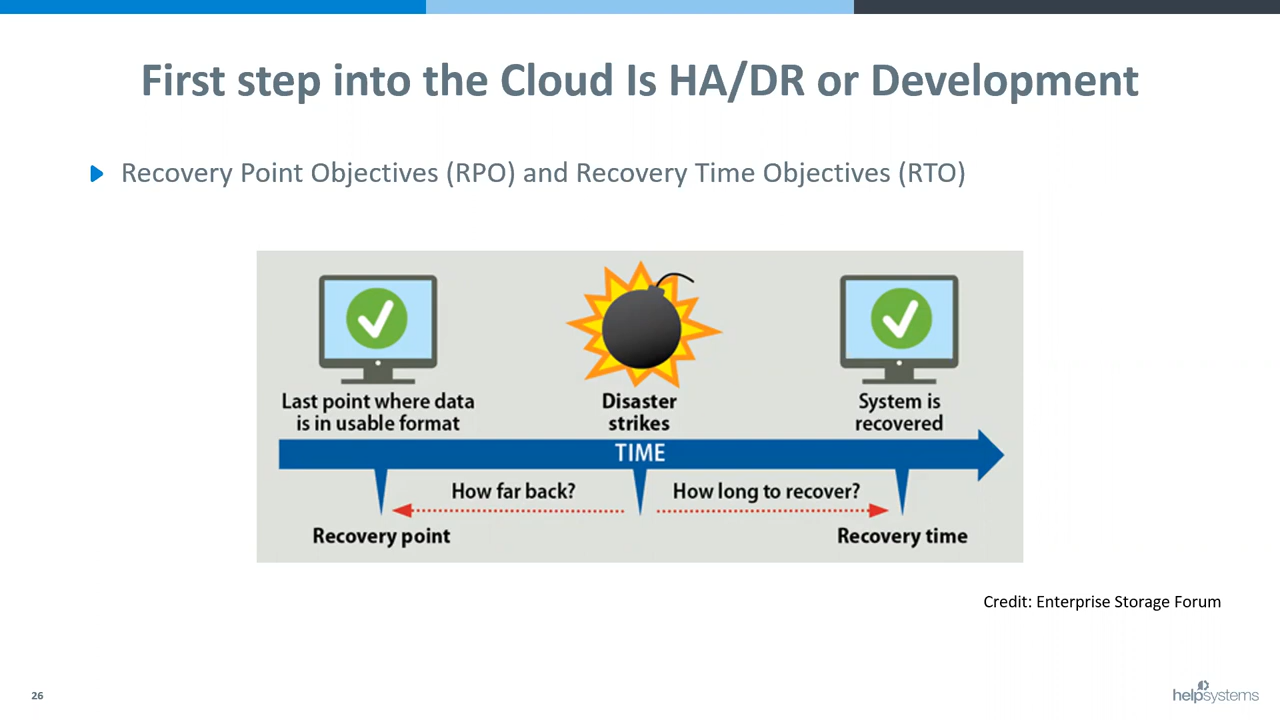 First step into the Cloud Is HA/DR or Development
Recovery Point Objectives (RPO) and Recovery Time Objectives (RTO)
Last point where data
is in usable format
Disaster
strikes
System is
recovered
TIME
How far back?
How long to recover?
Recovery point
Recovery time
Credit: Enterprise Storage Forum
26
helpsystems